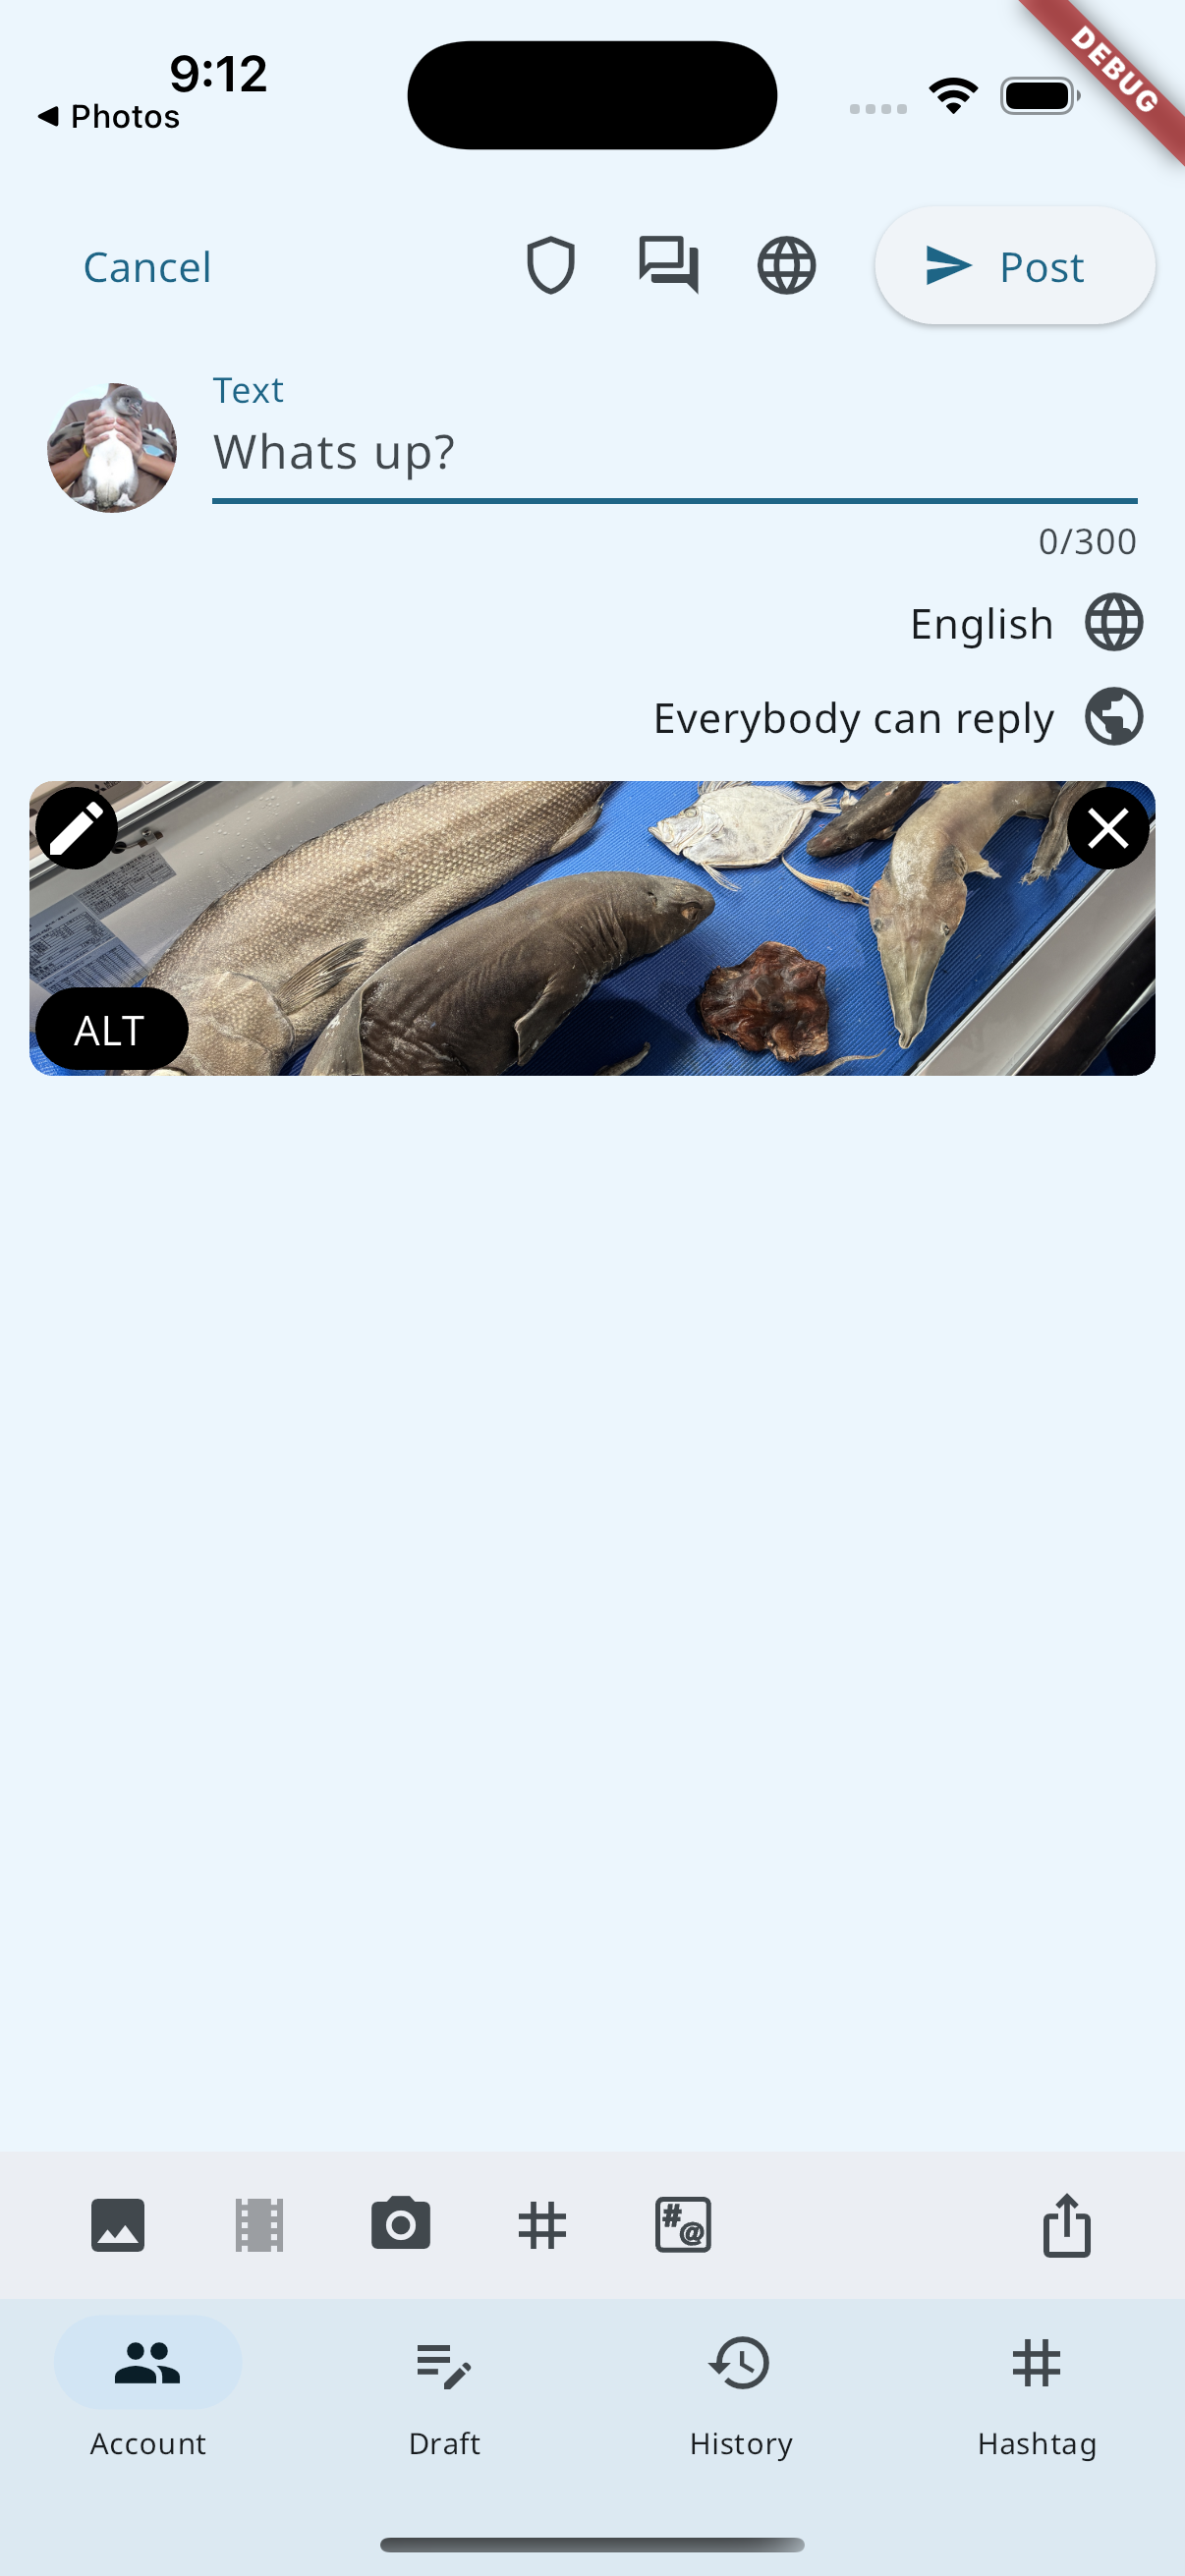 9:12
DEBUG
Photos
Cancel
Post
Text
Whats up?
0/300
English
Everybody can reply
ALT
#
@
Account
Draft
History
Hashtag